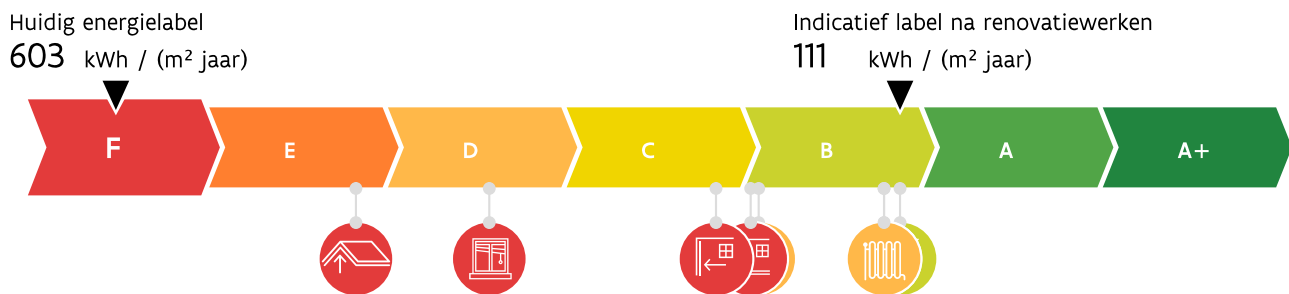 Huidig energielabel
603 kWh / (m² jaar)
Indicatief label na renovatiewerken
111 kWh / (m² jaar)
F E D C B A A+